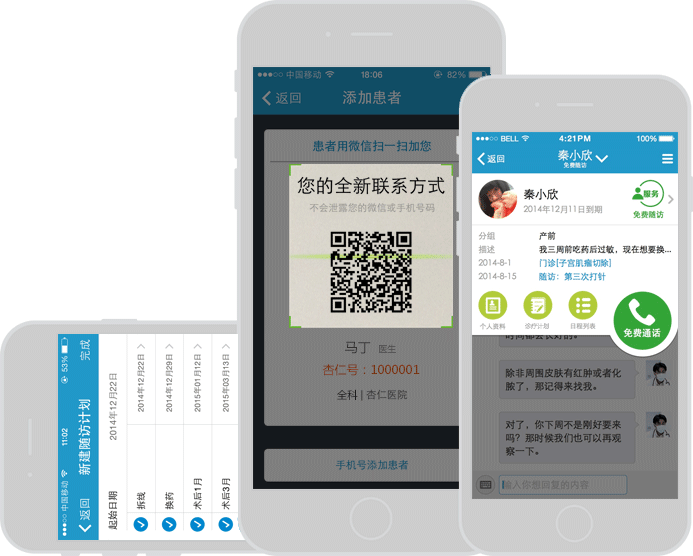 中国移动
11:02
53%
返回
新建随访计划
完成
起始日期
2014年12月22日
拆线
2014年12月22日
换药
2014年12月29日
术后1月
2015年01月12日
术后3月
2015年03月13日
中国移动
18:06
82%
返回
添加患者
患者用微信扫一扫加您
您的全新联系方式
不会泄露您的微信或手机号码
马丁 医生
杏仁号：1000001
全科 | 杏仁医院
手机号添加患者
BELL
4:21PM
100%
返回
秦小欣
免费随访
秦小欣
2014年12月11日到期
服务
免费随访
分组 产前
描述 我三周前吃药后过敏，现在想要换...
2014-8-1 门诊[子宫肌瘤切除]
2014-8-15 随访：第三次打针
个人资料
诊疗计划
日程列表
免费通话
除非周围皮肤有红肿或者化
脓了，那记得来找我。
对了，你下周不是刚好要来
吗？那时候我们也可以再观
察一下。
输入你想回复的内容